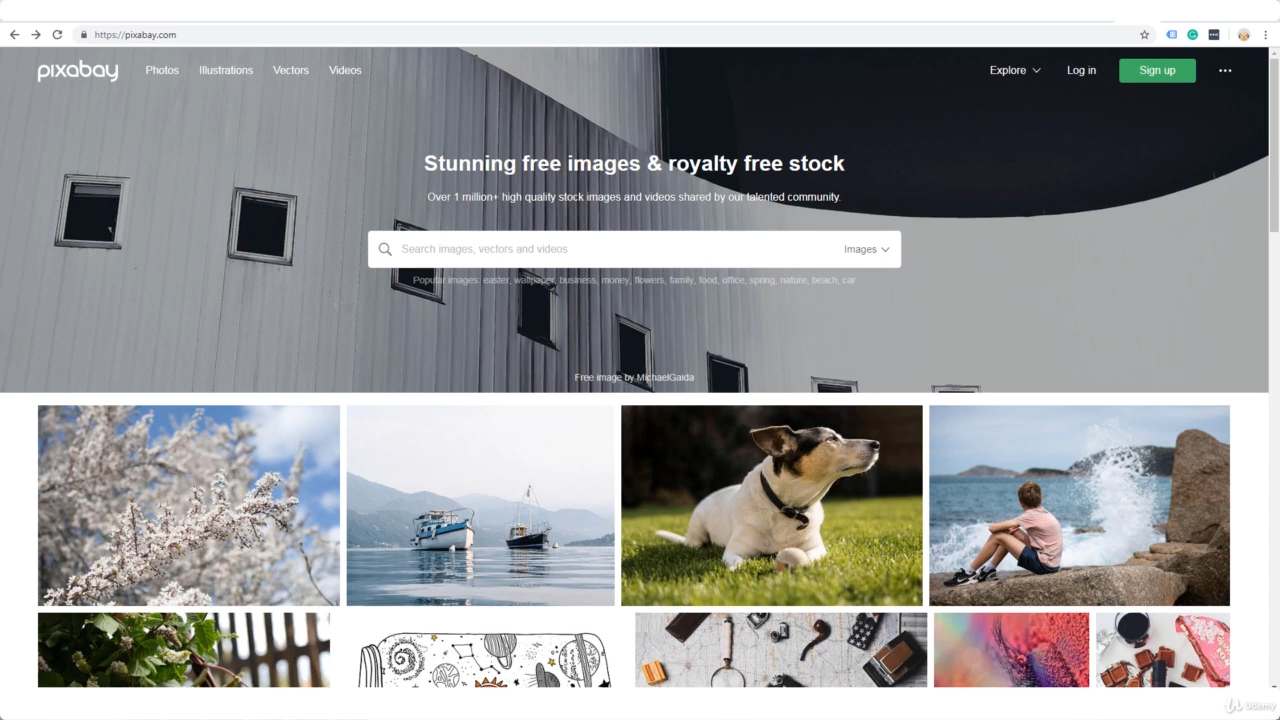 https://pixabay.com
pixabay Photos Illustrations Vectors Videos Explore Log in Sign up
Stunning free images & royalty free stock
Over 1 million+ high quality stock images and videos shared by our talented community.
Search images, vectors and videos Images
Popular images: easter, wallpaper, business, money, flowers, family, food, office, spring, nature, beach, car
Free image by MichaelGaida
Udemy